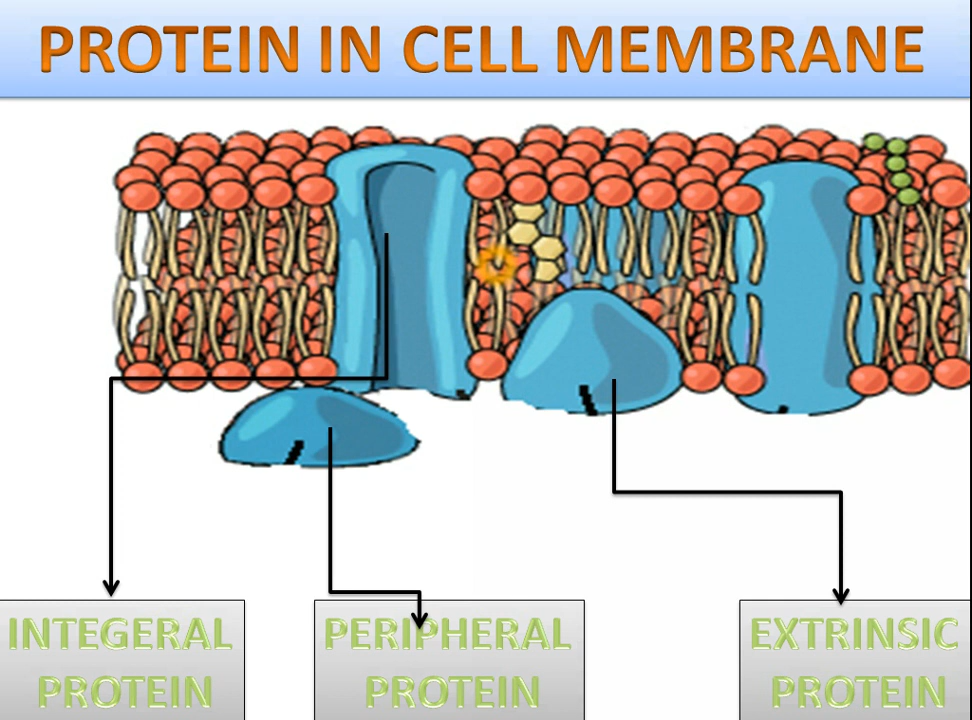 PROTEIN IN CELL MEMBRANE
INTEGERAL
PROTEIN
PERIPHERAL
PROTEIN
EXTRINSIC
PROTEIN